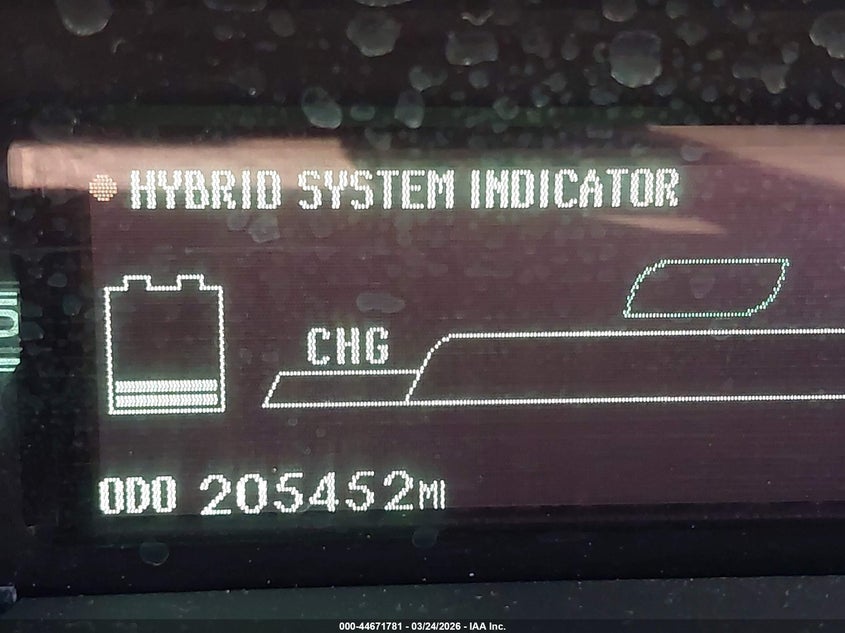 HYBRID SYSTEM INDICATOR
CHG
ODO 205452MI
000-44671781 - 03/24/2026 - IAA Inc.